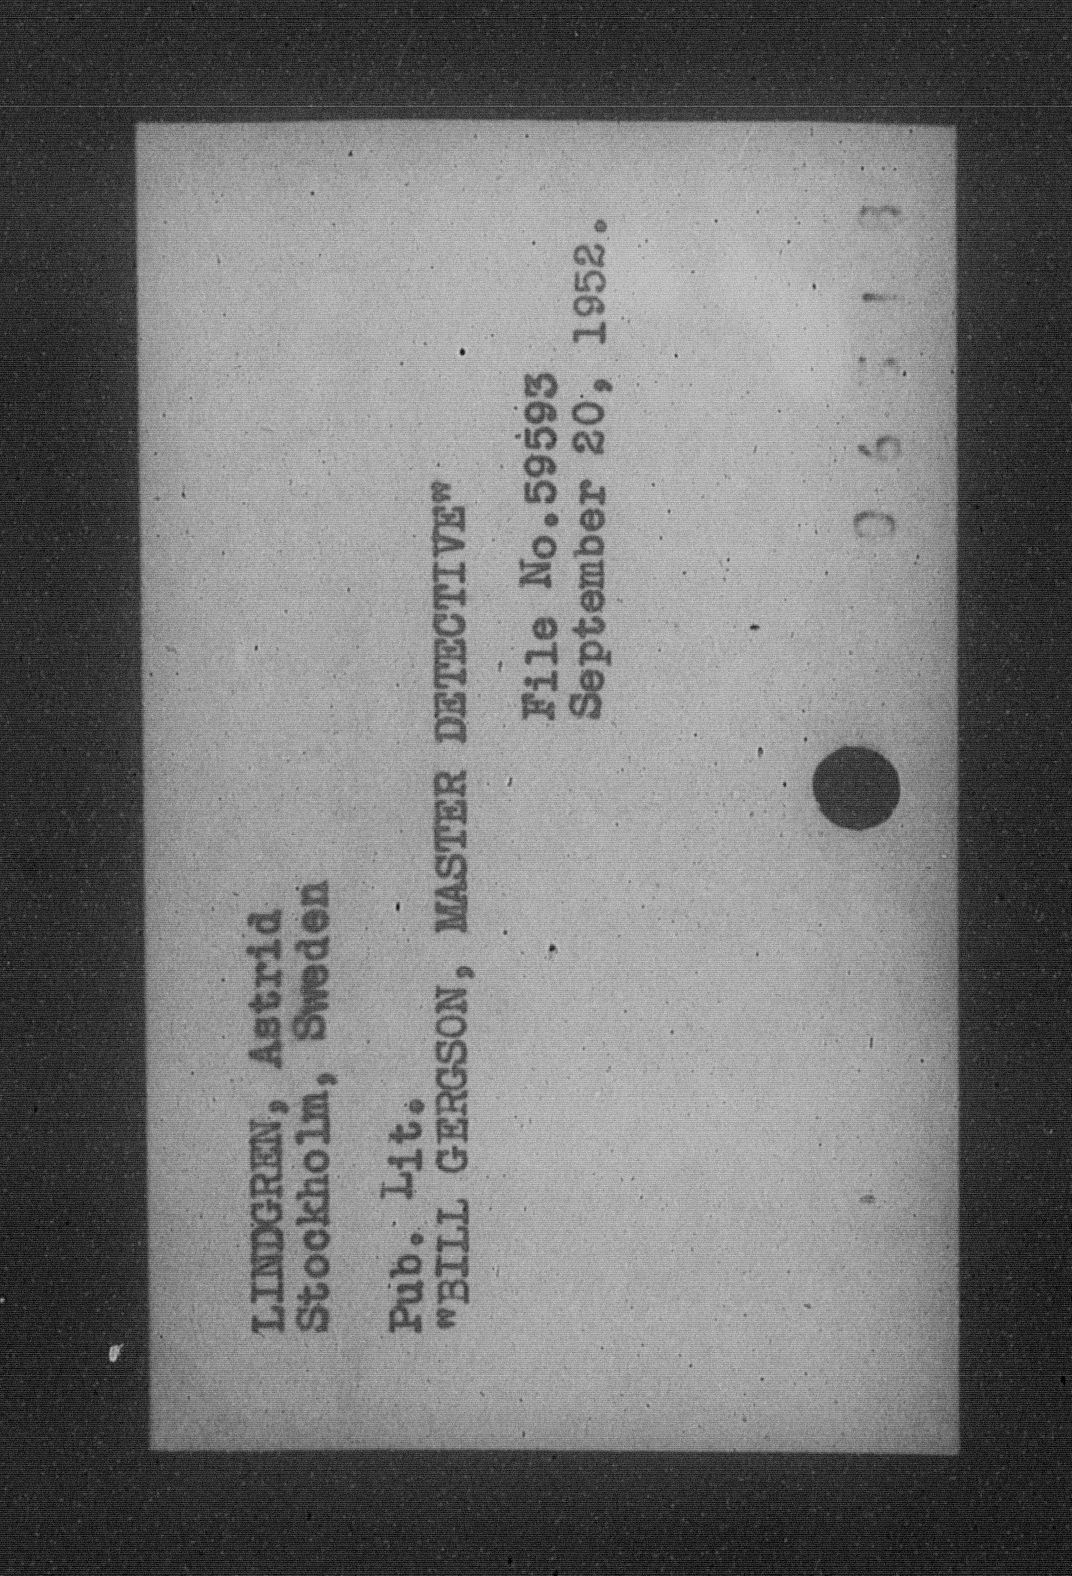 LINDGREN, Astrid
Stockholm, Sweden
Pub. Lit.
"BILL GERGSON, MASTER DETECTIVE"
File No.59593
September 20, 1952.